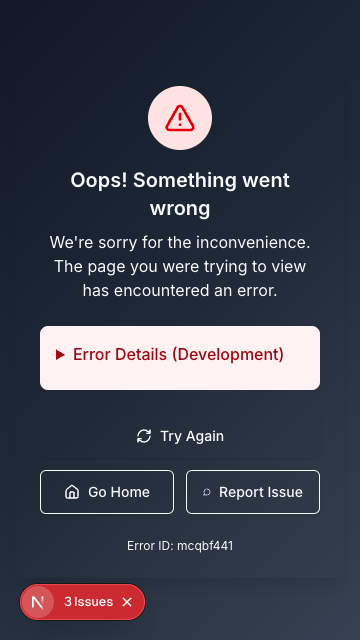 Oops! Something went
wrong
We're sorry for the inconvenience.
The page you were trying to view
has encountered an error.
Error Details (Development)
Try Again
Go Home
Report Issue
Error ID: mcqbf441
N
3 Issues